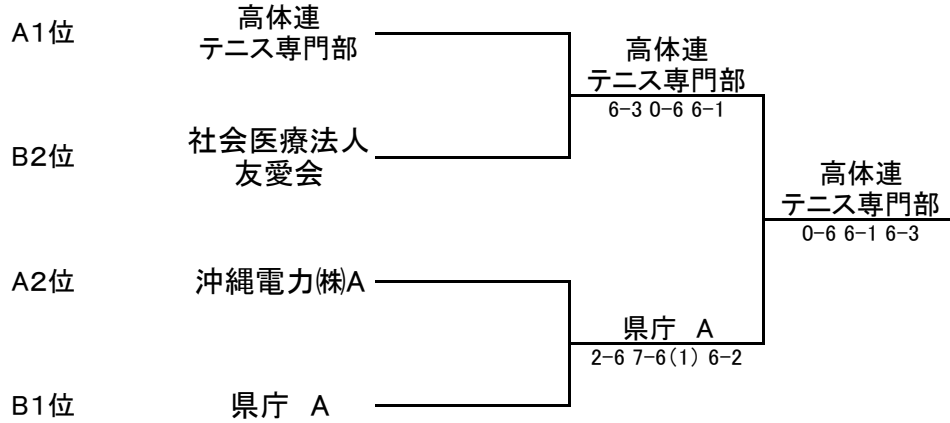 A1位
高体連
テニス専門部
高体連
テニス専門部
6-3 0-6 6-1
B2位
社会医療法人
友愛会
高体連
テニス専門部
0-6 6-1 6-3
A2位
沖縄電力㈱A
県庁　A
2-6 7-6(1) 6-2
B1位
県庁　A